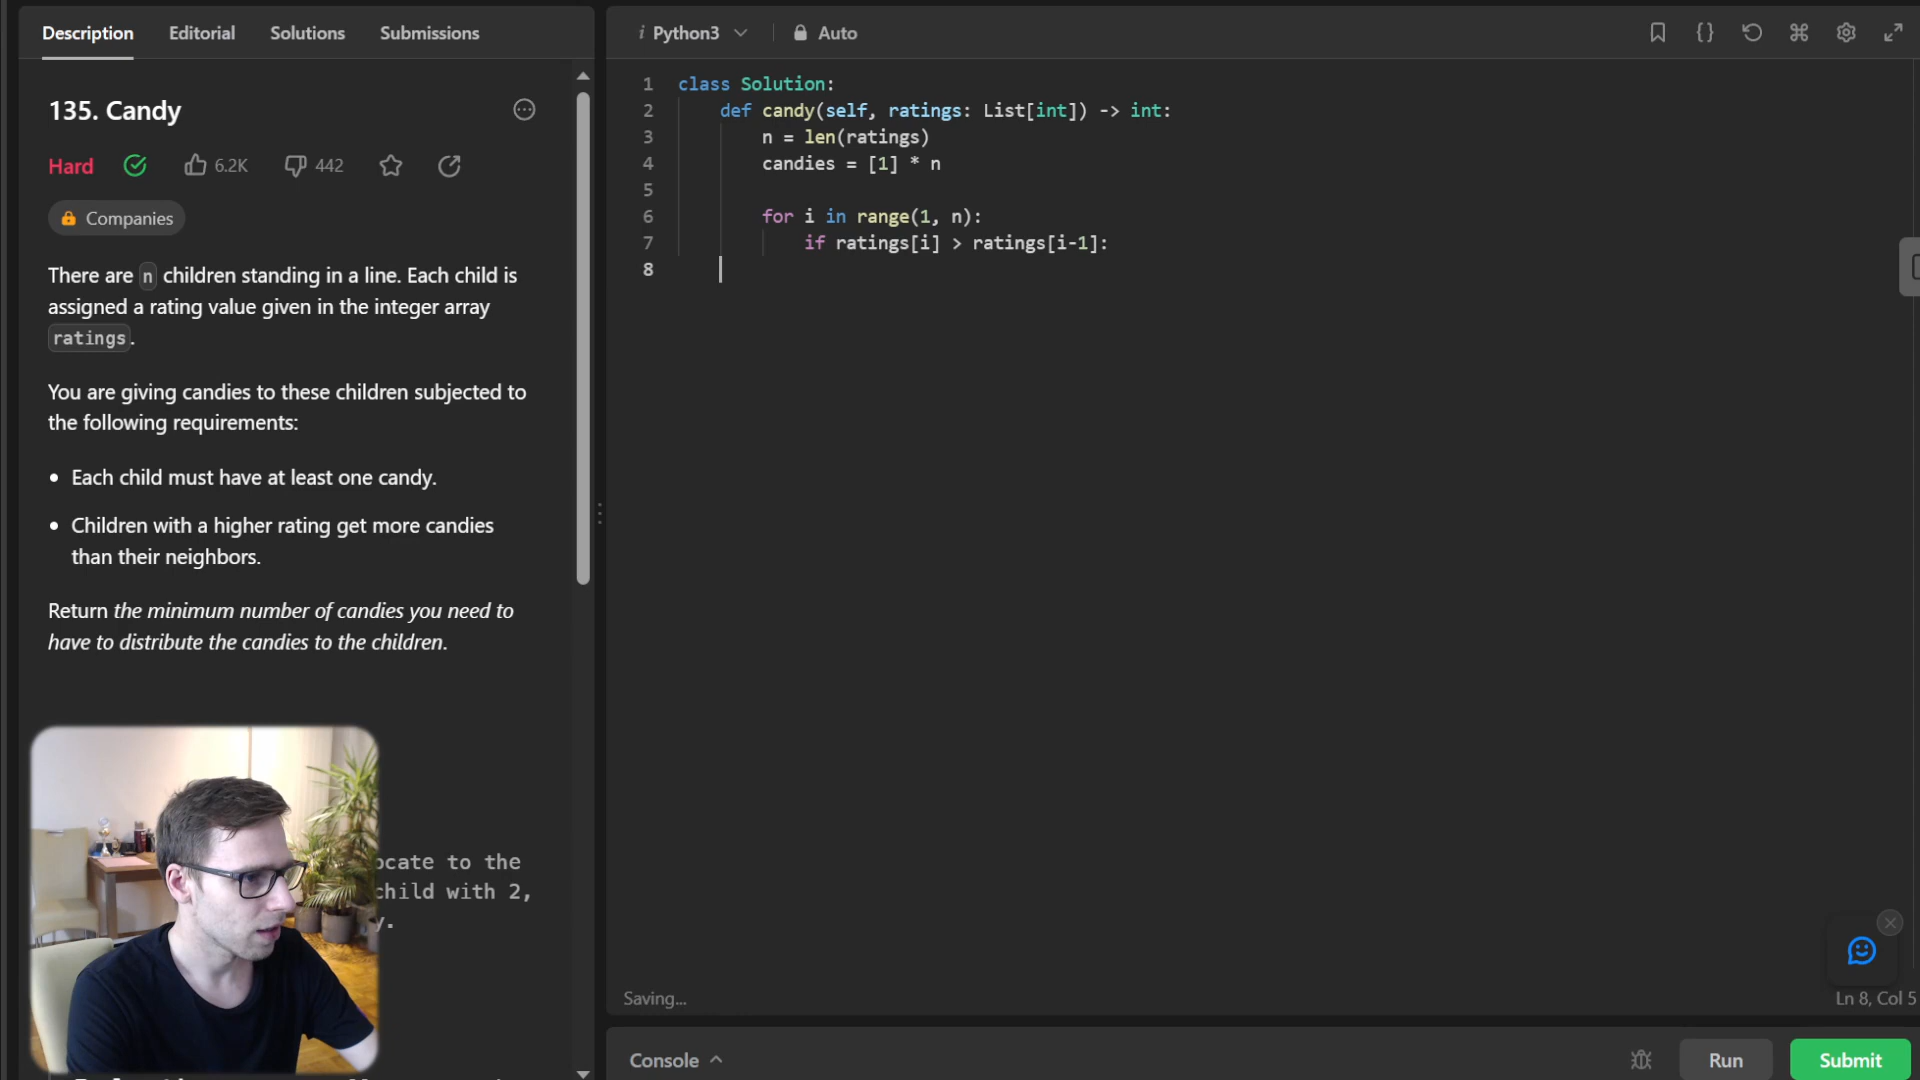 Description Editorial Solutions Submissions
135. Candy
Hard 6.2K 442
Companies
There are n children standing in a line. Each child is
assigned a rating value given in the integer array
ratings.
You are giving candies to these children subjected to
the following requirements:
• Each child must have at least one candy.
• Children with a higher rating get more candies
than their neighbors.
Return the minimum number of candies you need to
have to distribute the candies to the children.
ocate to the
child with 2,
y.
i Python3 Auto
1 class Solution:
2 def candy(self, ratings: List[int]) -> int:
3 n = len(ratings)
4 candies = [1] * n
5
6 for i in range(1, n):
7 if ratings[i] > ratings[i-1]:
8
Saving...
Ln 8, Col 5
Console
Run
Submit